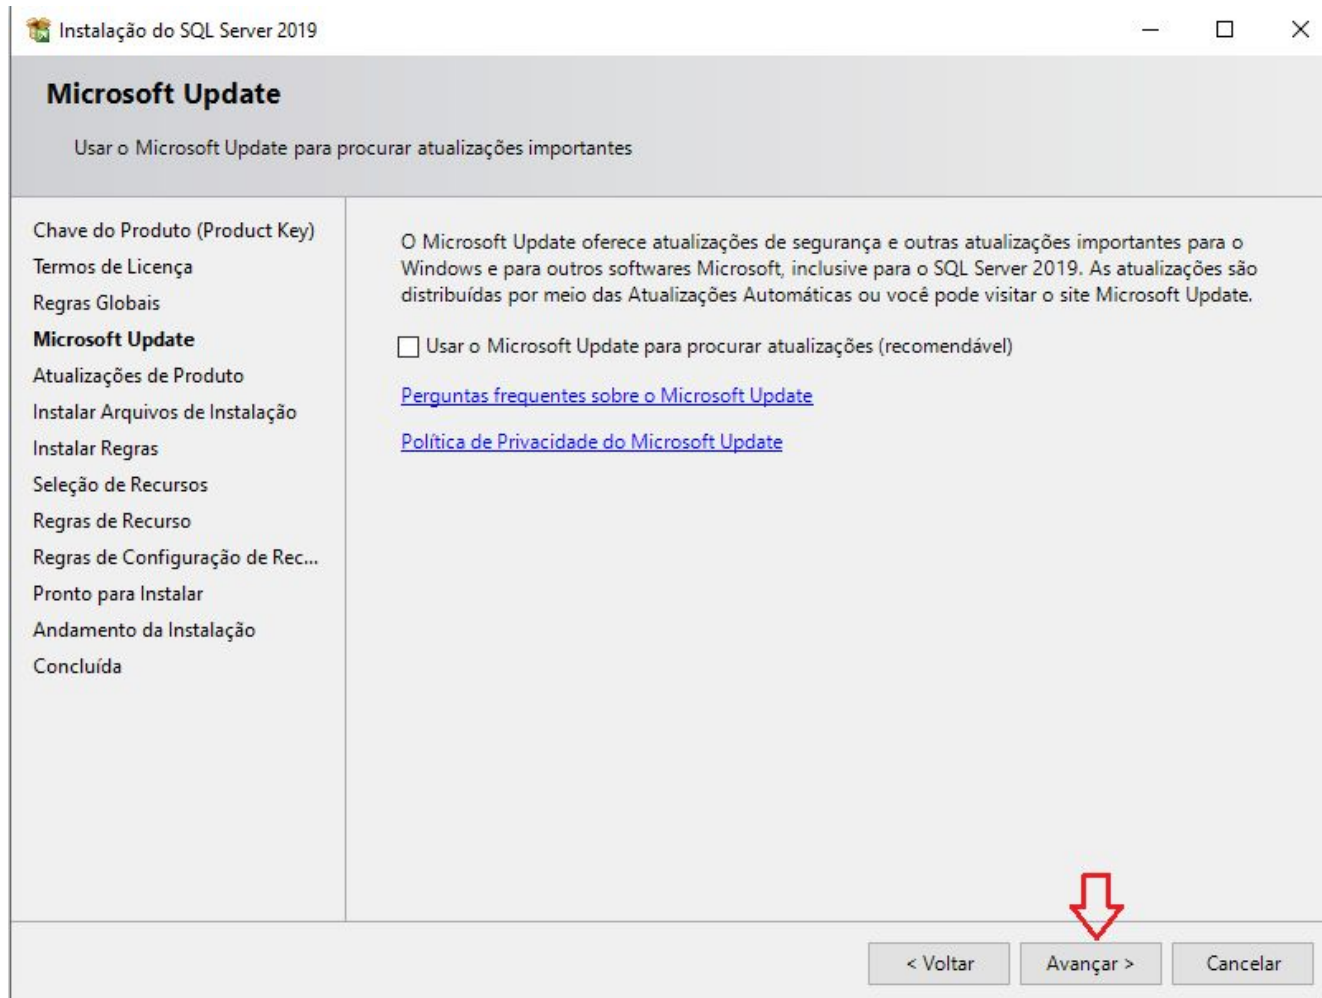 Instalação do SQL Server 2019
Microsoft Update
Usar o Microsoft Update para procurar atualizações importantes
Chave do Produto (Product Key)
Termos de Licença
Regras Globais
Microsoft Update
Atualizações de Produto
Instalar Arquivos de Instalação
Instalar Regras
Seleção de Recursos
Regras de Recurso
Regras de Configuração de Rec...
Pronto para Instalar
Andamento da Instalação
Concluída
O Microsoft Update oferece atualizações de segurança e outras atualizações importantes para o
Windows e para outros softwares Microsoft, inclusive para o SQL Server 2019. As atualizações são
distribuídas por meio das Atualizações Automáticas ou você pode visitar o site Microsoft Update.
Usar o Microsoft Update para procurar atualizações (recomendável)
Perguntas frequentes sobre o Microsoft Update
Política de Privacidade do Microsoft Update
< Voltar
Avançar >
Cancelar